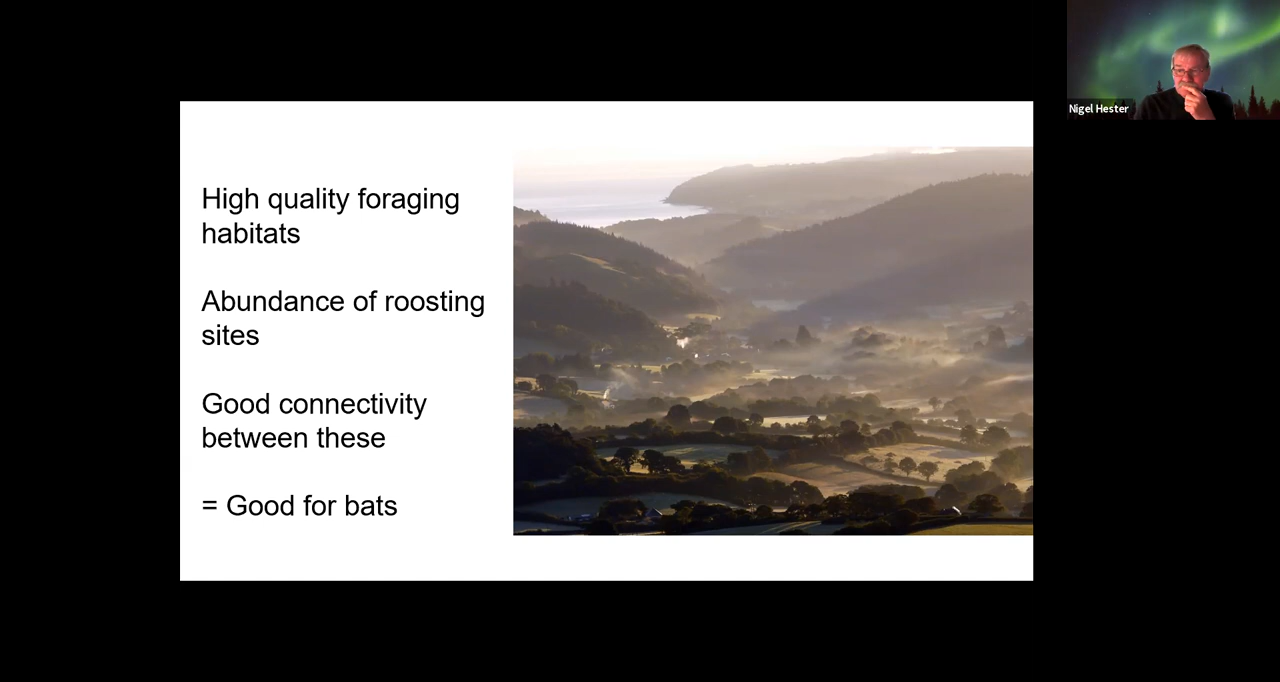 High quality foraging
habitats
Abundance of roosting
sites
Good connectivity
between these
= Good for bats
Nigel Hester